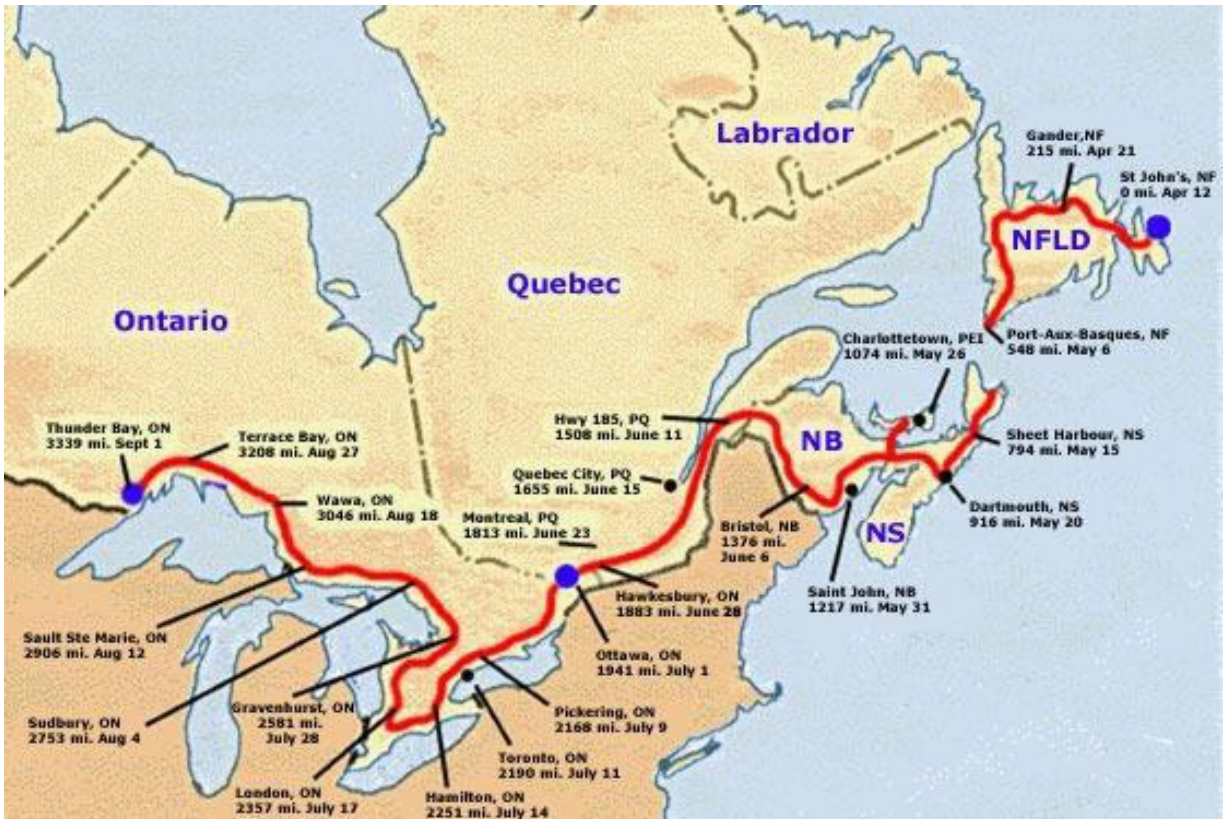 Labrador
Gander,NF
215 mi. Apr 21
St John's, NF
0 mi. Apr 12
NFLD
Quebec
Ontario
Charlottetown, PEI
1074 mi. May 26
Port-Aux-Basques, NF
548 mi. May 6
Thunder Bay, ON
3339 mi. Sept 1
Terrace Bay, ON
3208 mi. Aug 27
Hwy 185, PQ
1508 mi. June 11
NB
Sheet Harbour, NS
794 mi. May 15
Quebec City, PQ
1655 mi. June 15
Wawa, ON
3046 mi. Aug 18
Montreal, PQ
1813 mi. June 23
Bristol, NB
1376 mi.
June 6
NS
Dartmouth, NS
916 mi. May 20
Hawkesbury, ON
1883 mi. June 28
Saint John, NB
1217 mi. May 31
Sault Ste Marie, ON
2906 mi. Aug 12
Ottawa, ON
1941 mi. July 1
Gravenhurst, ON
2581 mi.
July 28
Sudbury, ON
2753 mi. Aug 4
Pickering, ON
2168 mi. July 9
Toronto, ON
2190 mi. July 11
London, ON
2357 mi. July 17
Hamilton, ON
2251 mi. July 14